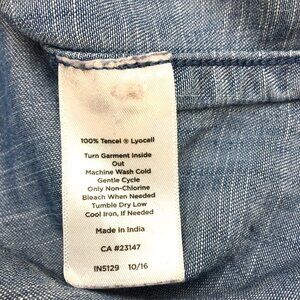 100% Tencel ® Lyocell
Turn Garment Inside
Out
Machine Wash Cold
Gentle Cycle
Only Non-Chlorine
Bleach When Needed
Tumble Dry Low
Cool Iron, If Needed
Made in India
CA #23147
IN5129 10/16